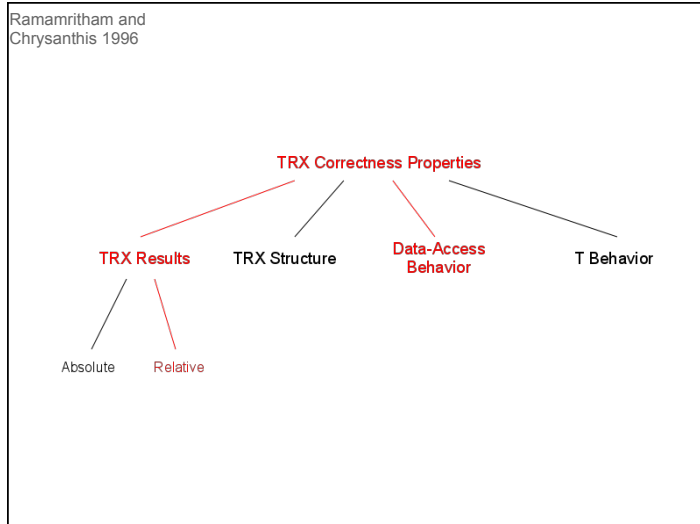 Ramamritham and
Chrysanthis 1996
TRX Correctness Properties
TRX Results
TRX Structure
Data-Access
Behavior
T Behavior
Absolute
Relative